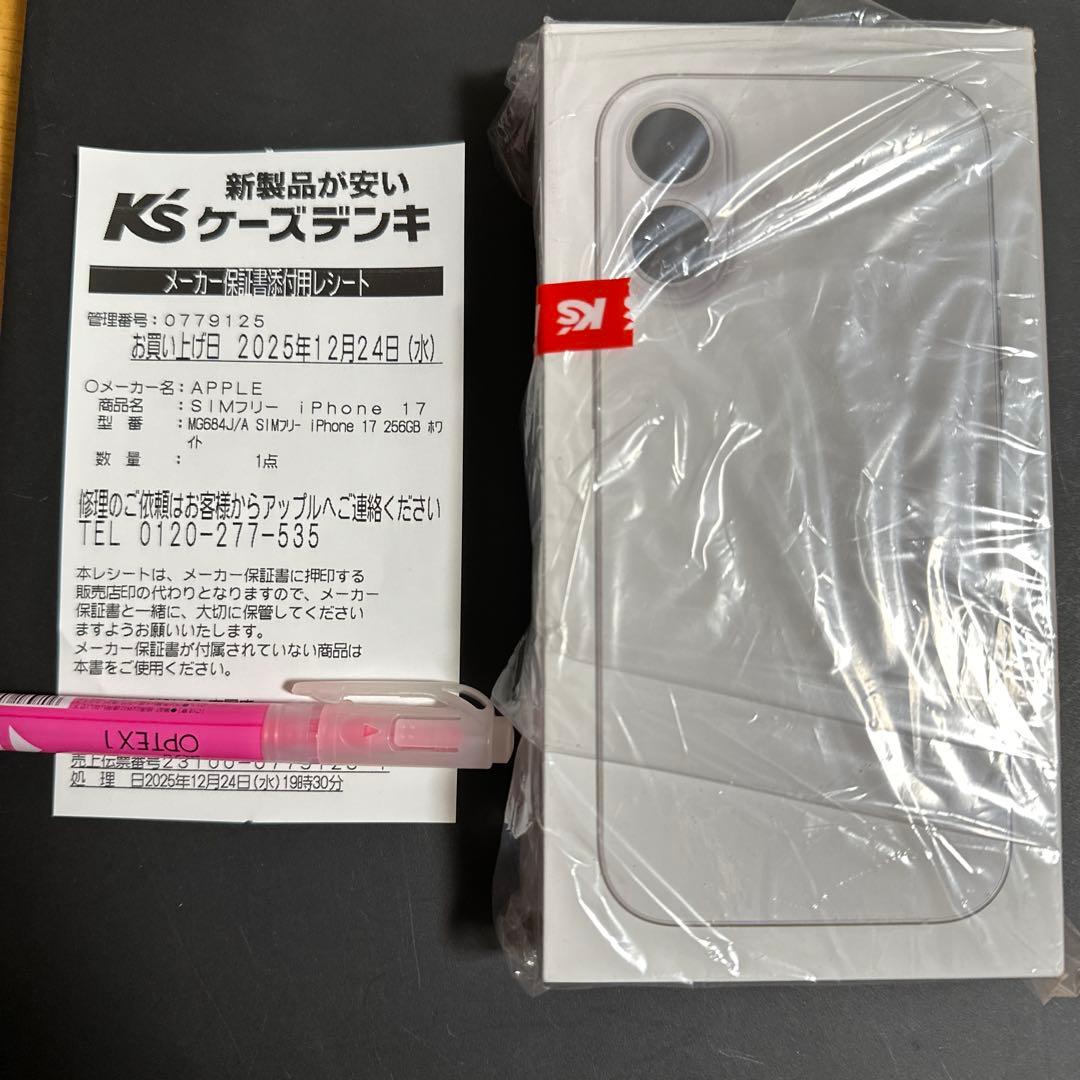 新製品が安い
K's ケーズデンキ
メーカー保証書添付用レシート
管理番号:0779125
お買い上げ日 2025年12月24日(水)
○メーカー名:APPLE
商品名 :SIMフリー iPhone 17
型 番 :MG684J/A SIMフリー iPhone 17 256GB ホワ
イト
数 量 : 1点
修理のご依頼はお客様からアップルへご連絡ください
TEL 0120-277-535
本レシートは、メーカー保証書に押印する
販売店印の代わりとなりますので、メーカー
保証書と一緒に、大切に保管してください
ますようお願いいたします。
メーカー保証書が付属されていない商品は
本書をご使用ください。
OPTEX 1
売上伝票番号
処 理 日2025年12月24日(水)19時30分
K's